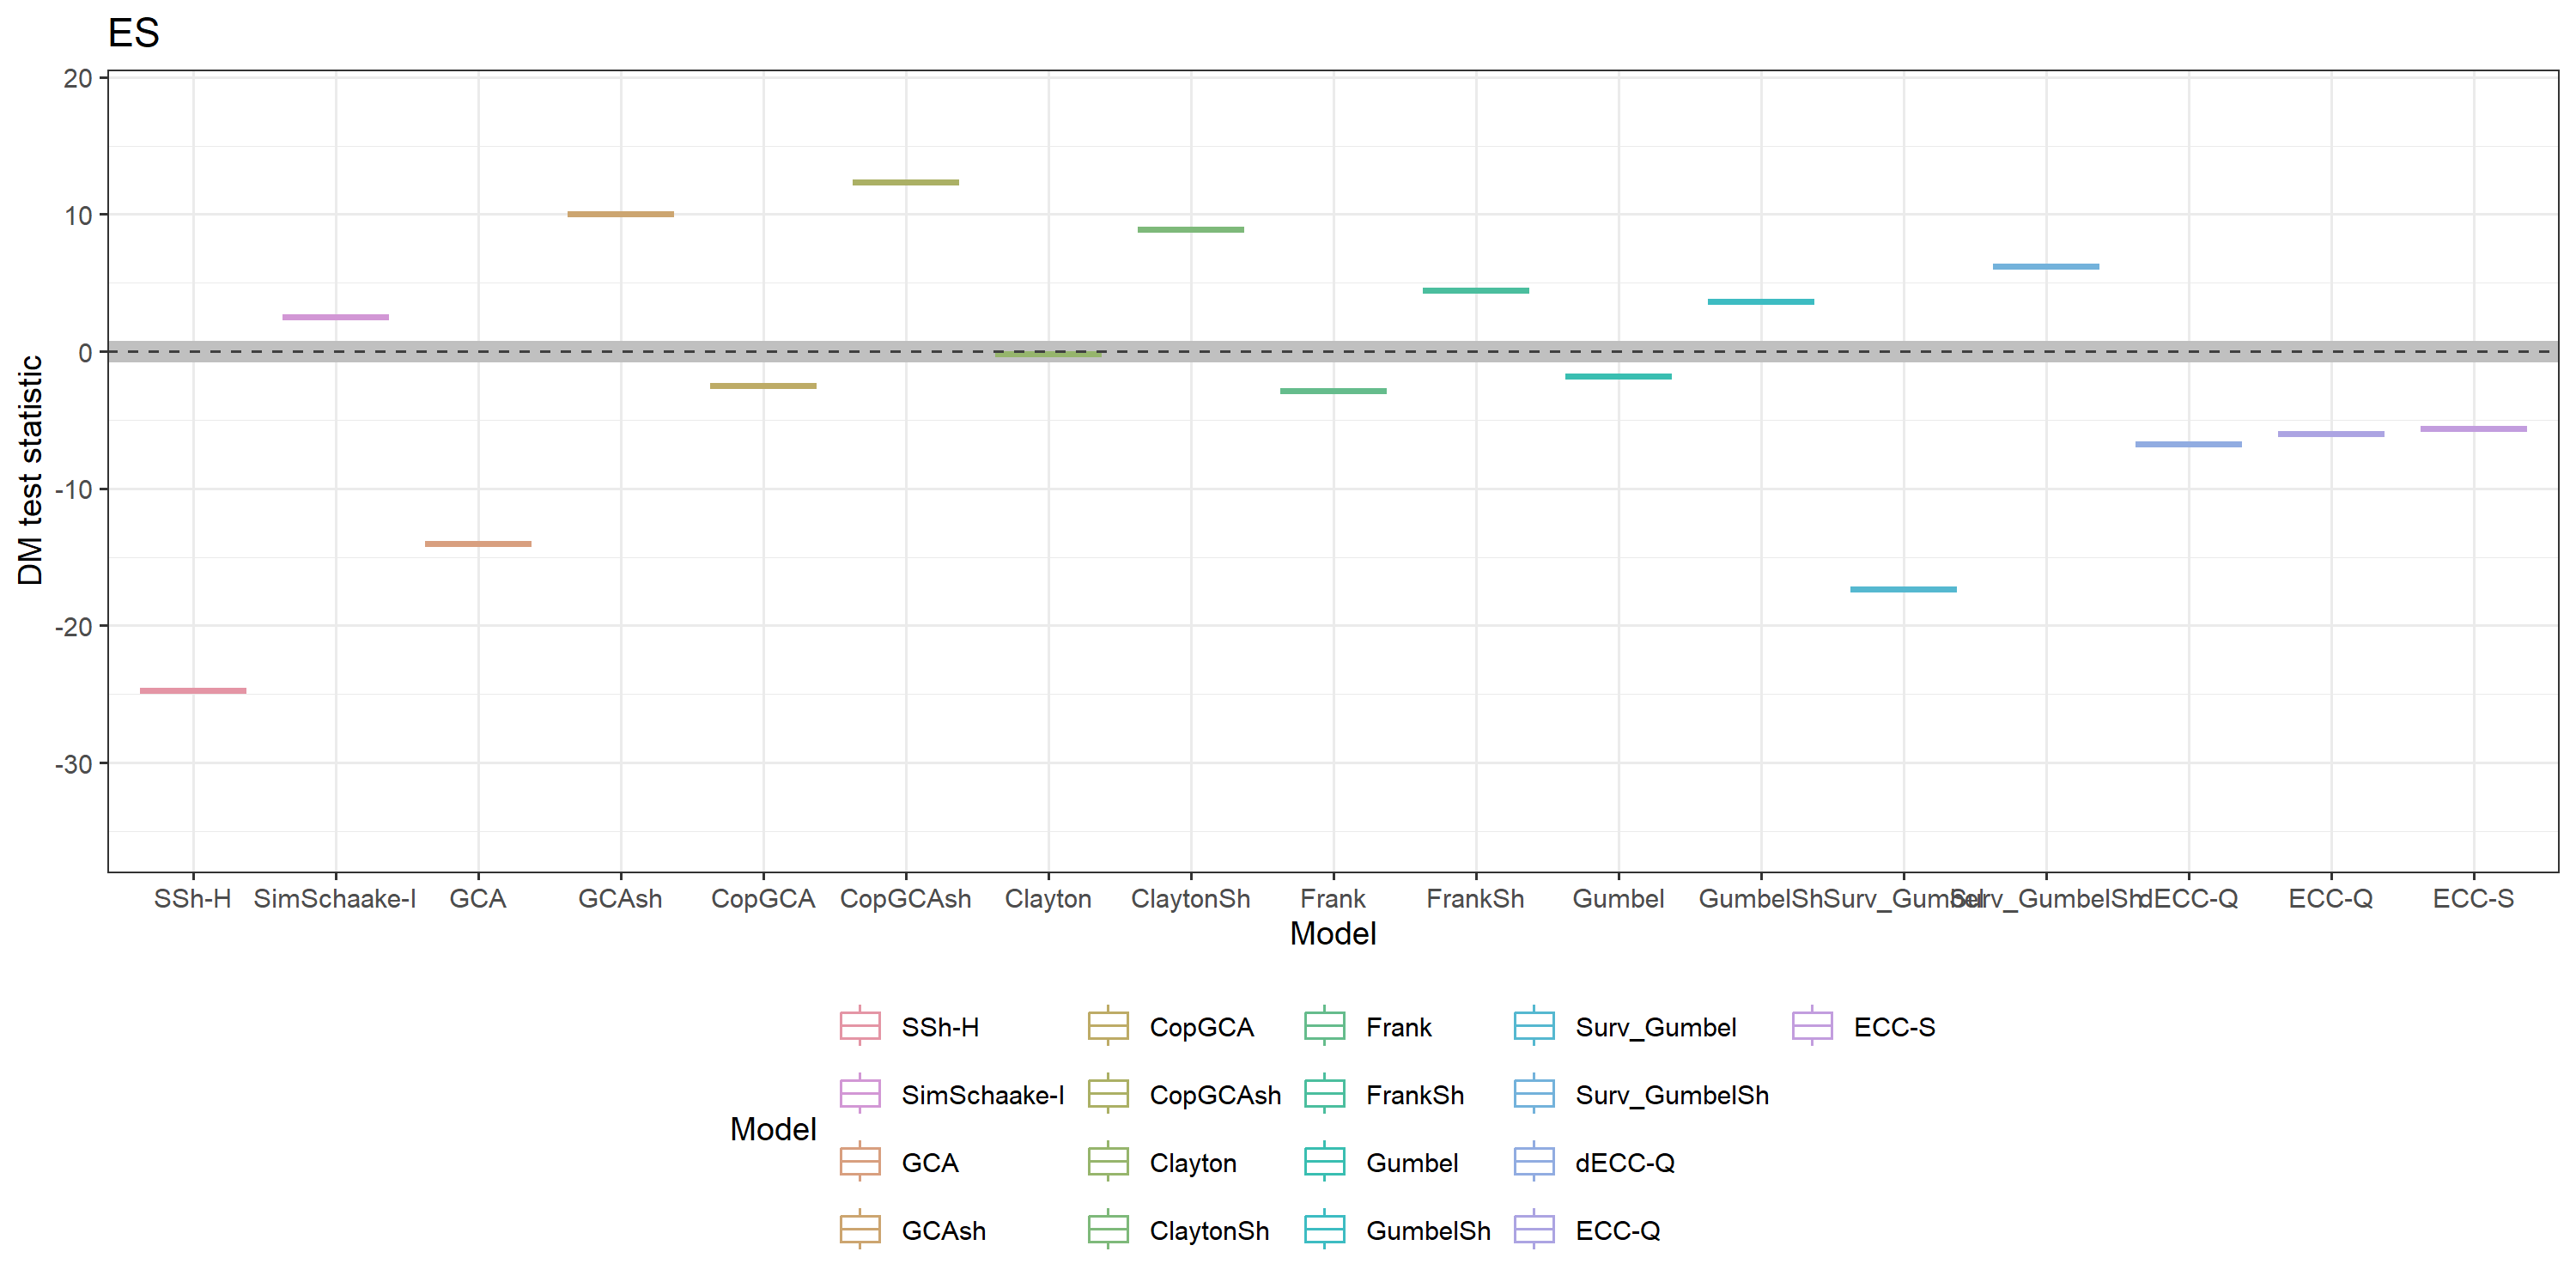 ES
20
10
0
-10
-20
-30
DM test statistic
SSh-H SimSchaake-I GCA GCAsh CopGCA CopGCAsh Clayton ClaytonSh Frank FrankSh Gumbel GumbelSh Surv_Gumbel Surv_GumbelSh dECC-Q ECC-Q ECC-S
Model
Model
SSh-H CopGCA Frank Surv_Gumbel ECC-S
SimSchaake-I CopGCAsh FrankSh Surv_GumbelSh
GCA Clayton Gumbel dECC-Q
GCAsh ClaytonSh GumbelSh ECC-Q